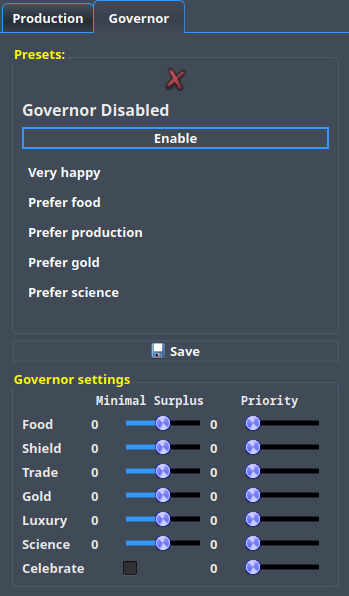 Production Governor
Presets:
Governor Disabled
Enable
Very happy
Prefer food
Prefer production
Prefer gold
Prefer science
Save
Governor settings
Minimal Surplus Priority
Food 0 0
Shield 0 0
Trade 0 0
Gold 0 0
Luxury 0 0
Science 0 0
Celebrate 0